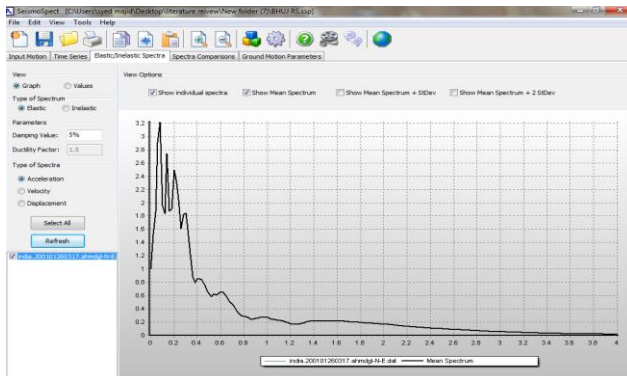 SeismoSpect [C:\Users\syed majid\Desktop\literature reivew\New folder (7)\BHUJ RS.ssp]
File Edit View Tools Help
Input Motion Time Series Elastic/Inelastic Spectra Spectra Comparisons Ground Motion Parameters
View
Graph Values
Type of Spectrum
Elastic Inelastic
Parameters
Damping Value: 5%
Ductility Factor: 1.5
Type of Spectra
Acceleration
Velocity
Displacement
Select All
Refresh
india.200101260317.ahmdgl-N-E
View Options
Show individual spectra Show Mean Spectrum Show Mean Spectrum + StDev Show Mean Spectrum + 2 StDev
3.2
3
2.8
2.6
2.4
2.2
2
1.8
1.6
1.4
1.2
1
0.8
0.6
0.4
0.2
0
0 0.2 0.4 0.6 0.8 1 1.2 1.4 1.6 1.8 2 2.2 2.4 2.6 2.8 3 3.2 3.4 3.6 3.8 4
india.200101260317.ahmdgl-N-E.dat Mean Spectrum